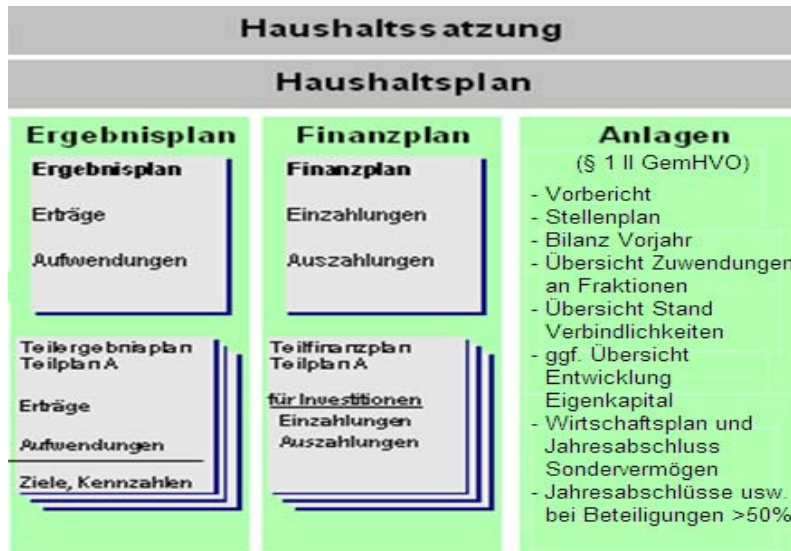 Haushaltssatzung
Haushaltsplan
Ergebnisplan
Ergebnisplan
Erträge
Aufwendungen
Teilergebnisplan
Teilplan A
Erträge
Aufwendungen
Ziele, Kennzahlen
Finanzplan
Finanzplan
Einzahlungen
Auszahlungen
Teilfinanzplan
Teilplan A
für Investitionen
Einzahlungen
Auszahlungen
Anlagen
(§ 1 II GemHVO)
- Vorbericht
- Stellenplan
- Bilanz Vorjahr
- Übersicht Zuwendungen
an Fraktionen
- Übersicht Stand
Verbindlichkeiten
- ggf. Übersicht
Entwicklung
Eigenkapital
- Wirtschaftsplan und
Jahresabschluss
Sondervermögen
- Jahresabschlüsse usw.
bei Beteiligungen >50%